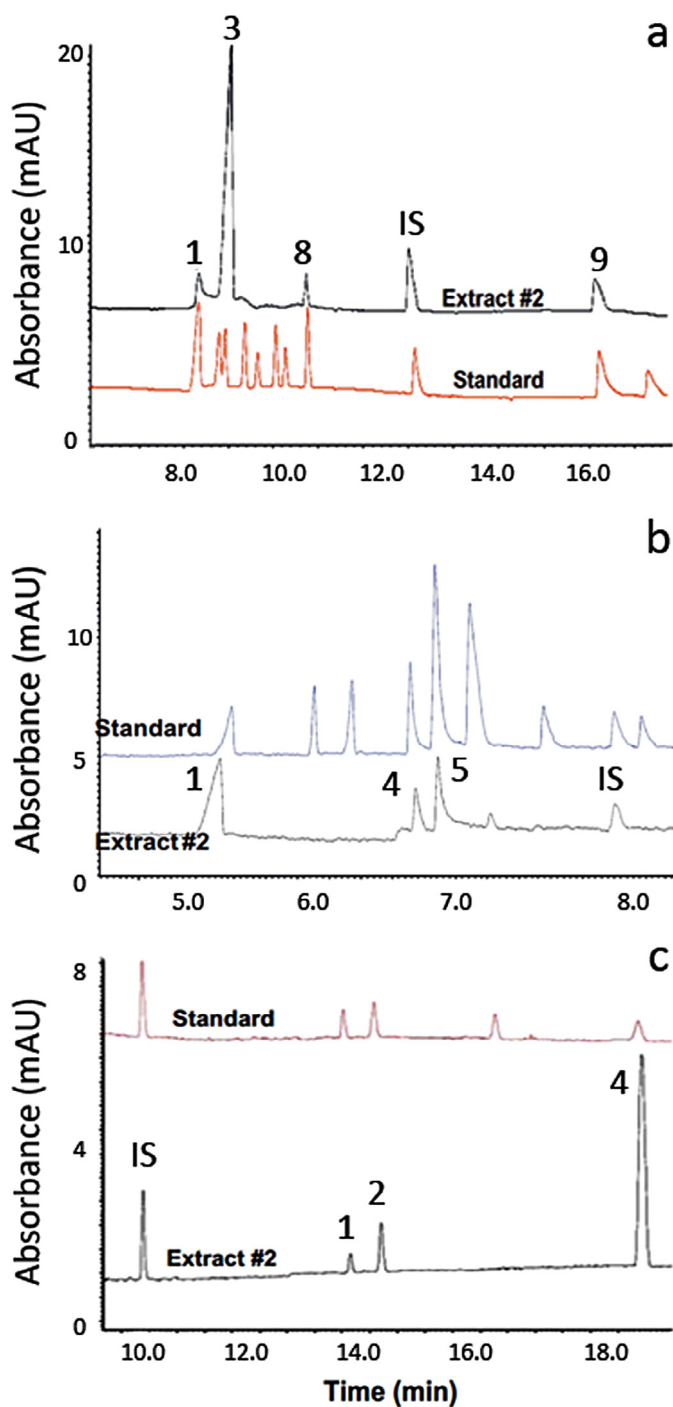 a
20
3
10
1
8
IS
9
Extract #2
Standard
0
Absorbance (mAU)
8.0 10.0 12.0 14.0 16.0
b
10
Standard
5
1
4
5
IS
Extract #2
0
Absorbance (mAU)
5.0 6.0 7.0 8.0
c
8
Standard
4
4
IS
1
2
Extract #2
0
Absorbance (mAU)
10.0 12.0 14.0 16.0 18.0
Time (min)